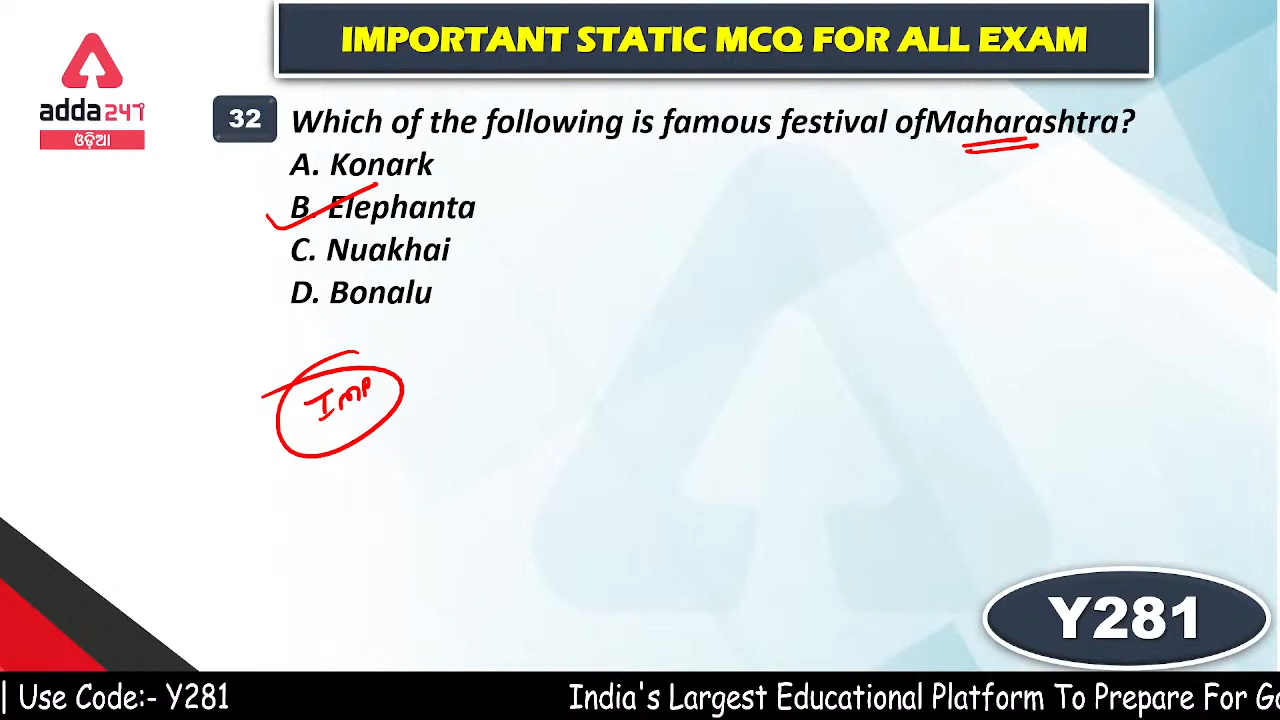 IMPORTANT STATIC MCQ FOR ALL EXAM
adda247
ଓଡ଼ିଆ
32 Which of the following is famous festival ofMaharashtra?
A. Konark
B. Elephanta
C. Nuakhai
D. Bonalu
IMP
Y281
| Use Code:- Y281 India's Largest Educational Platform To Prepare For Go